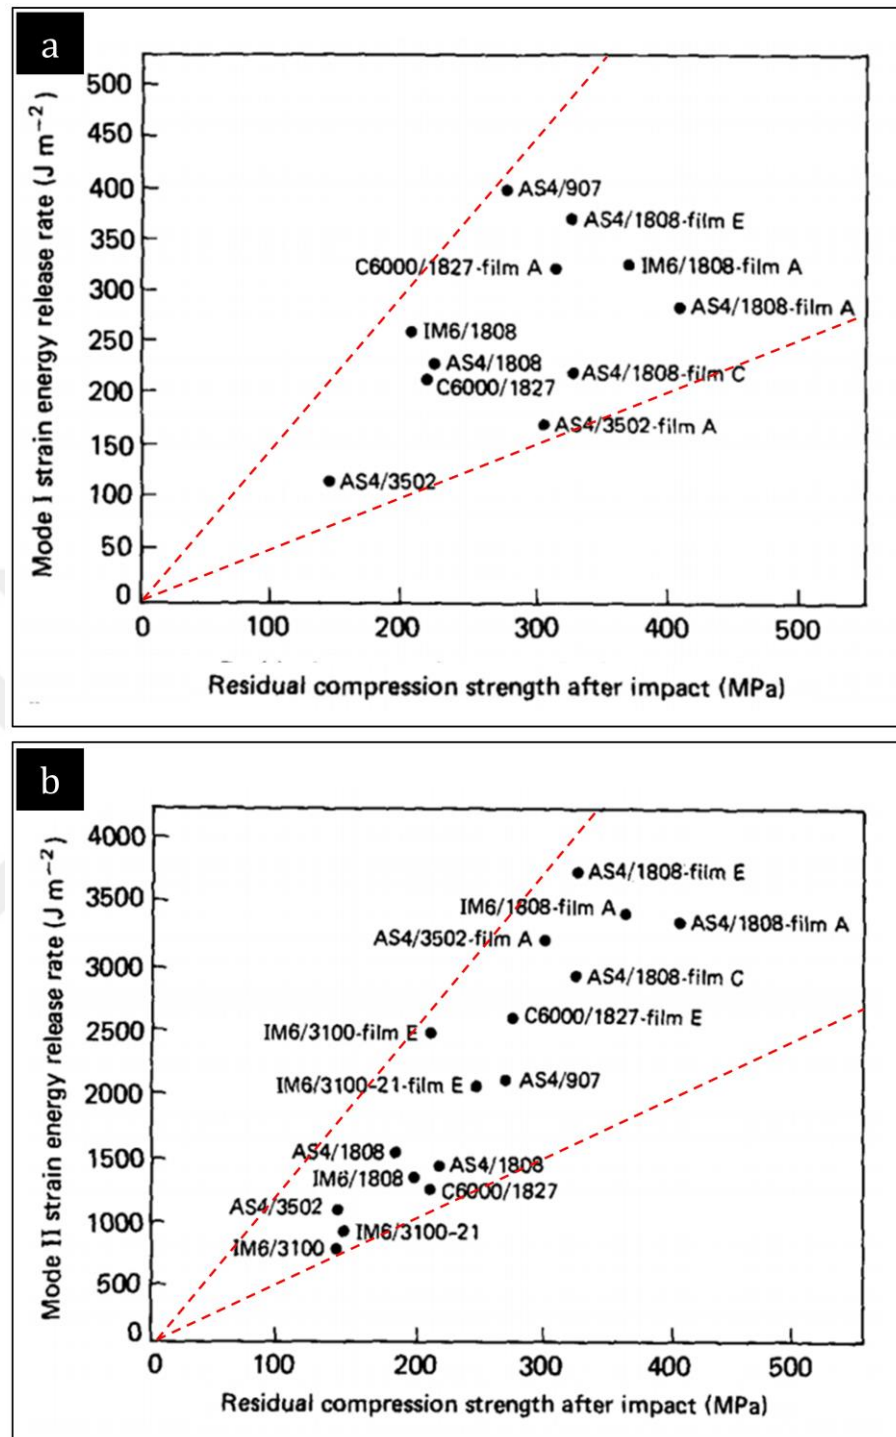 a
500
450
400
350
300
250
200
150
100
50
0
Mode I strain energy release rate (J m⁻²)
AS4/907
AS4/1808-film E
C6000/1827-film A
IM6/1808-film A
AS4/1808-film A
IM6/1808
AS4/1808
AS4/1808-film C
C6000/1827
AS4/3502-film A
AS4/3502
0 100 200 300 400 500
Residual compression strength after impact (MPa)
b
4000
3500
3000
2500
2000
1500
1000
500
0
Mode II strain energy release rate (J m⁻²)
AS4/1808-film E
IM6/1808-film A
AS4/1808-film A
AS4/3502-film A
AS4/1808-film C
C6000/1827-film E
IM6/3100-film E
IM6/3100-21-film E
AS4/907
AS4/1808
AS4/1808
IM6/1808
C6000/1827
AS4/3502
IM6/3100-21
IM6/3100
0 100 200 300 400 500
Residual compression strength after impact (MPa)